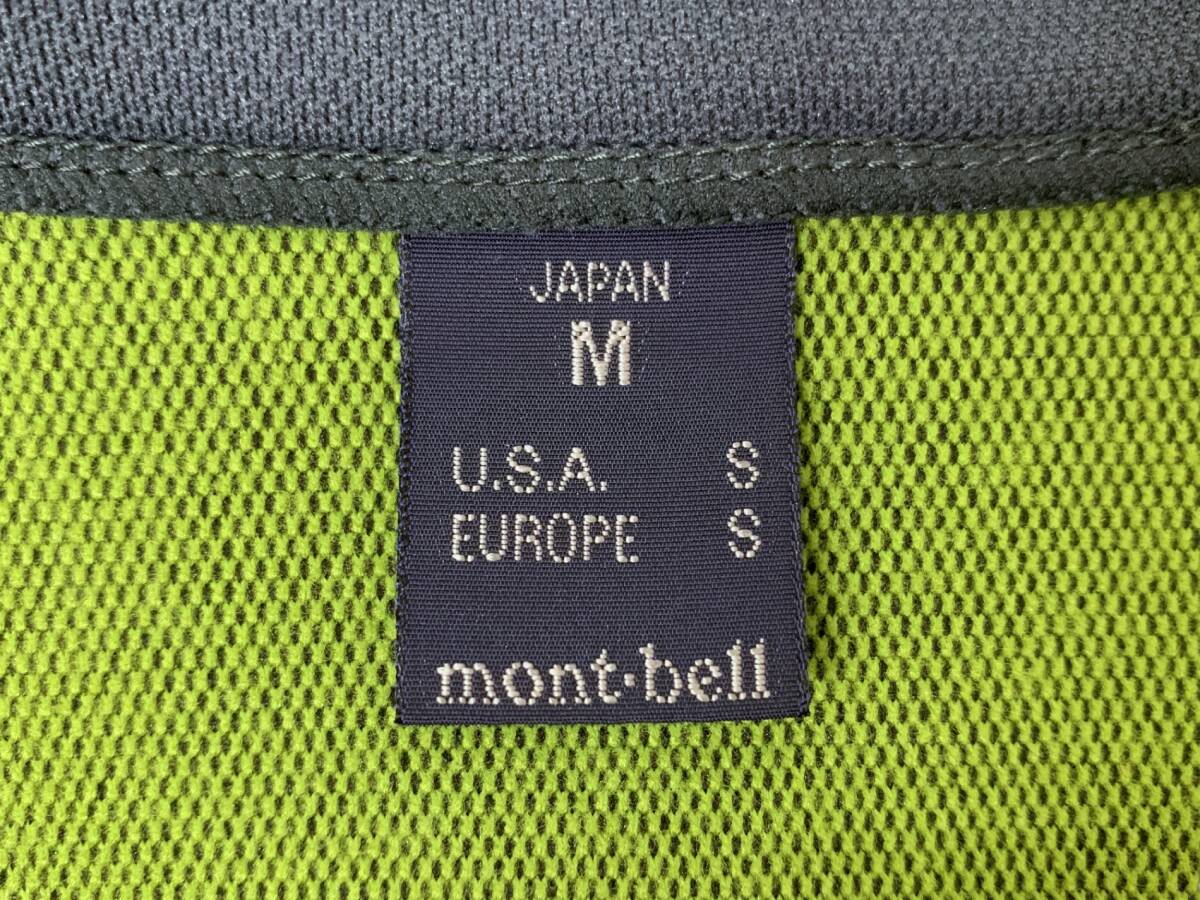 JAPAN
M
U.S.A. S
EUROPE S
mont·bell